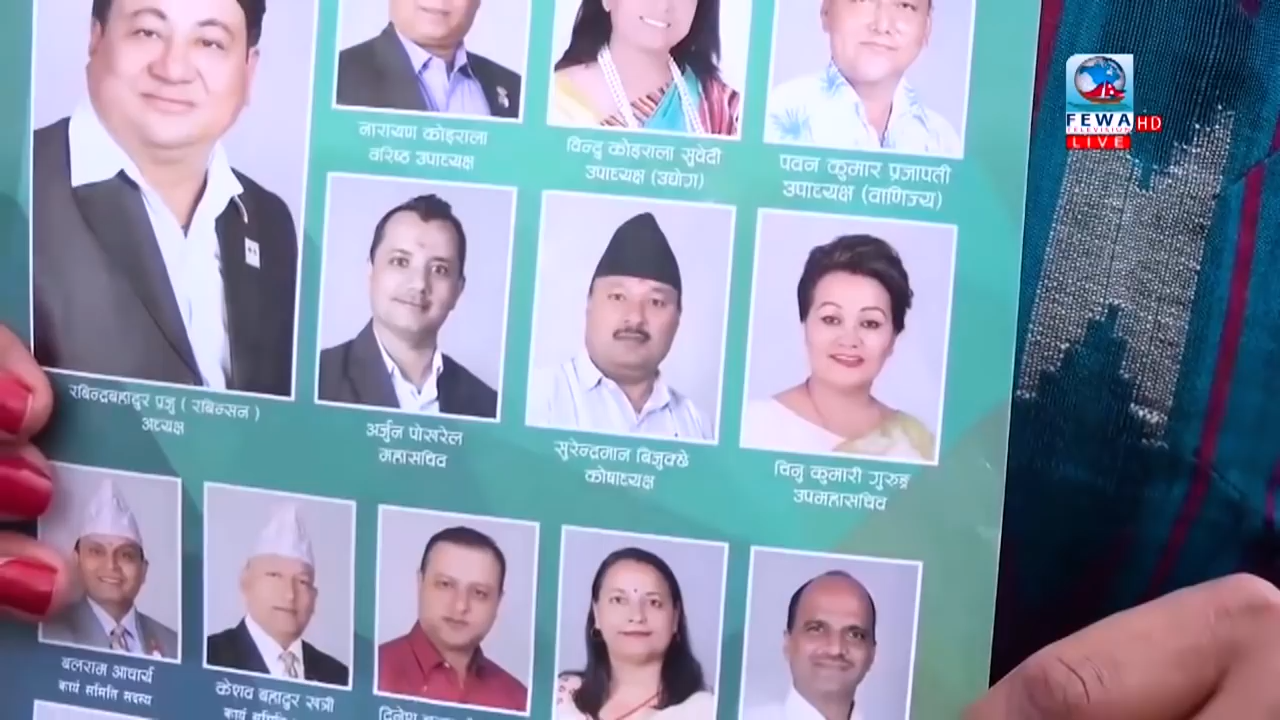 FEWA HD
TELEVISION
LIVE
नारायण कोइराला
वरिष्ठ उपाध्यक्ष
विन्दु कोइराला सुवेदी
उपाध्यक्ष (उद्योग)
पवन कुमार प्रजापती
उपाध्यक्ष (वाणिज्य)
रबिन्द्रबहादुर प्रजु ( रबिन्सन )
अध्यक्ष
अर्जुन पोखरेल
महासचिव
सुरेन्द्रमान बिजुक्छे
कोषाध्यक्ष
चिनु कुमारी गुरुङ्ग
उपमहासचिव
बलराम आचार्य
कार्य समिति सदस्य
केशव बहादुर खत्री
कार्य समिति
दिनेश